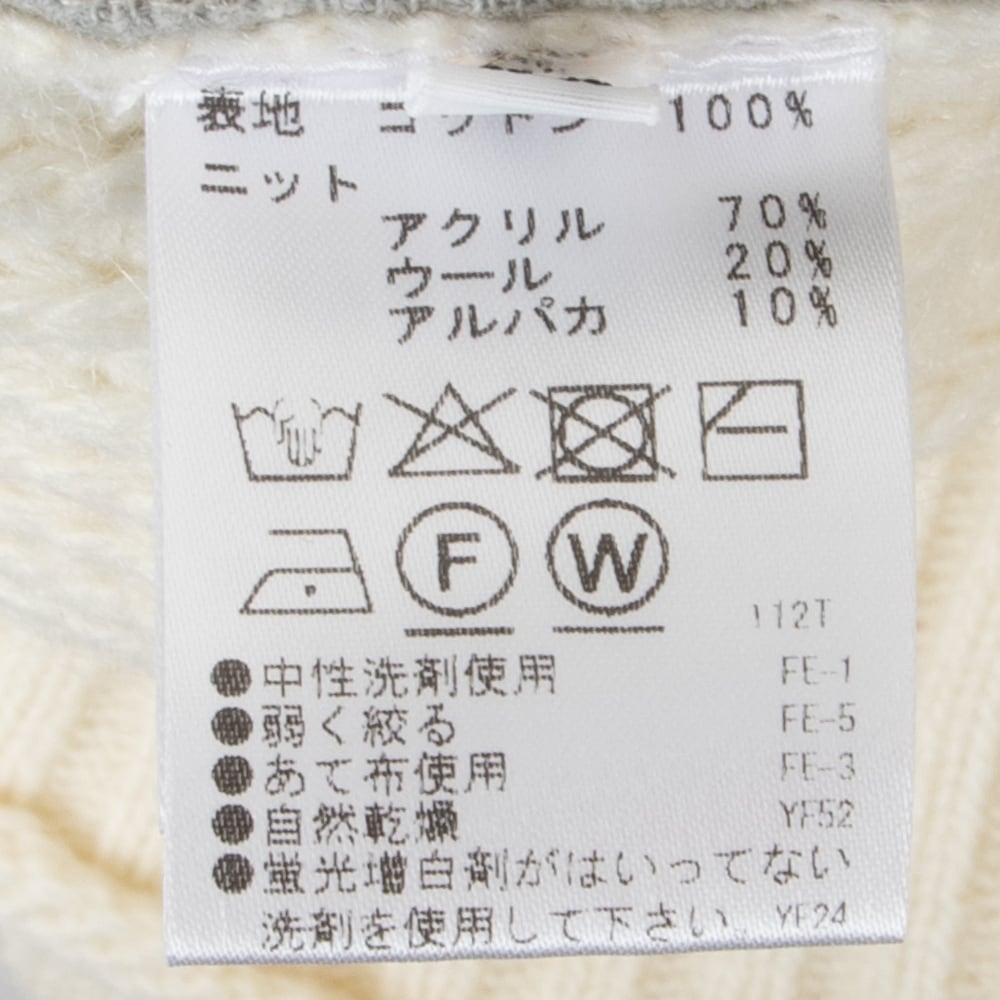 表地 コットン 100%
ニット
アクリル 70%
ウール 20%
アルパカ 10%
F W
112T
●中性洗剤使用 FE-1
●弱く絞る FE-5
●あて布使用 FE-3
●自然乾燥 YF52
●蛍光増白剤がはいってない
洗剤を使用して下さい。 YF24